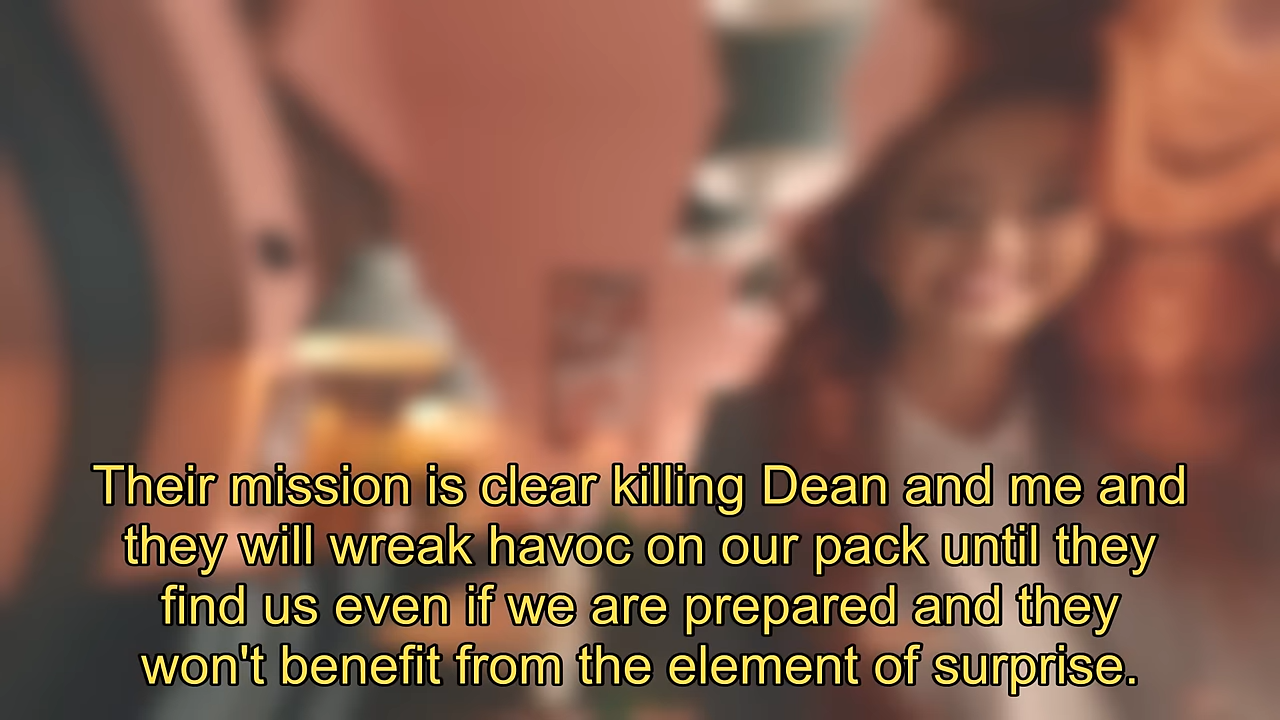 Their mission is clear killing Dean and me and
they will wreak havoc on our pack until they
find us even if we are prepared and they
won't benefit from the element of surprise.